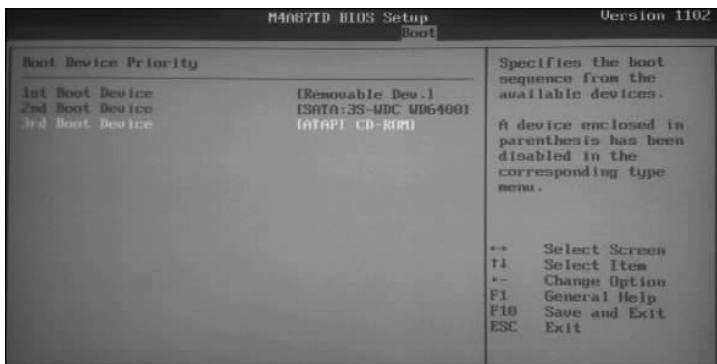 M4A87TD BIOS Setup
Version 1102
Boot
Boot Device Priority
1st Boot Device [Removable Dev.]
2nd Boot Device [SATA:3S-WDC WD6400]
3rd Boot Device [ATAPI CD-ROM]
Specifies the boot
sequence from the
available devices.
A device enclosed in
parenthesis has been
disabled in the
corresponding type
menu.
↔ Select Screen
↑↓ Select Item
+- Change Option
F1 General Help
F10 Save and Exit
ESC Exit